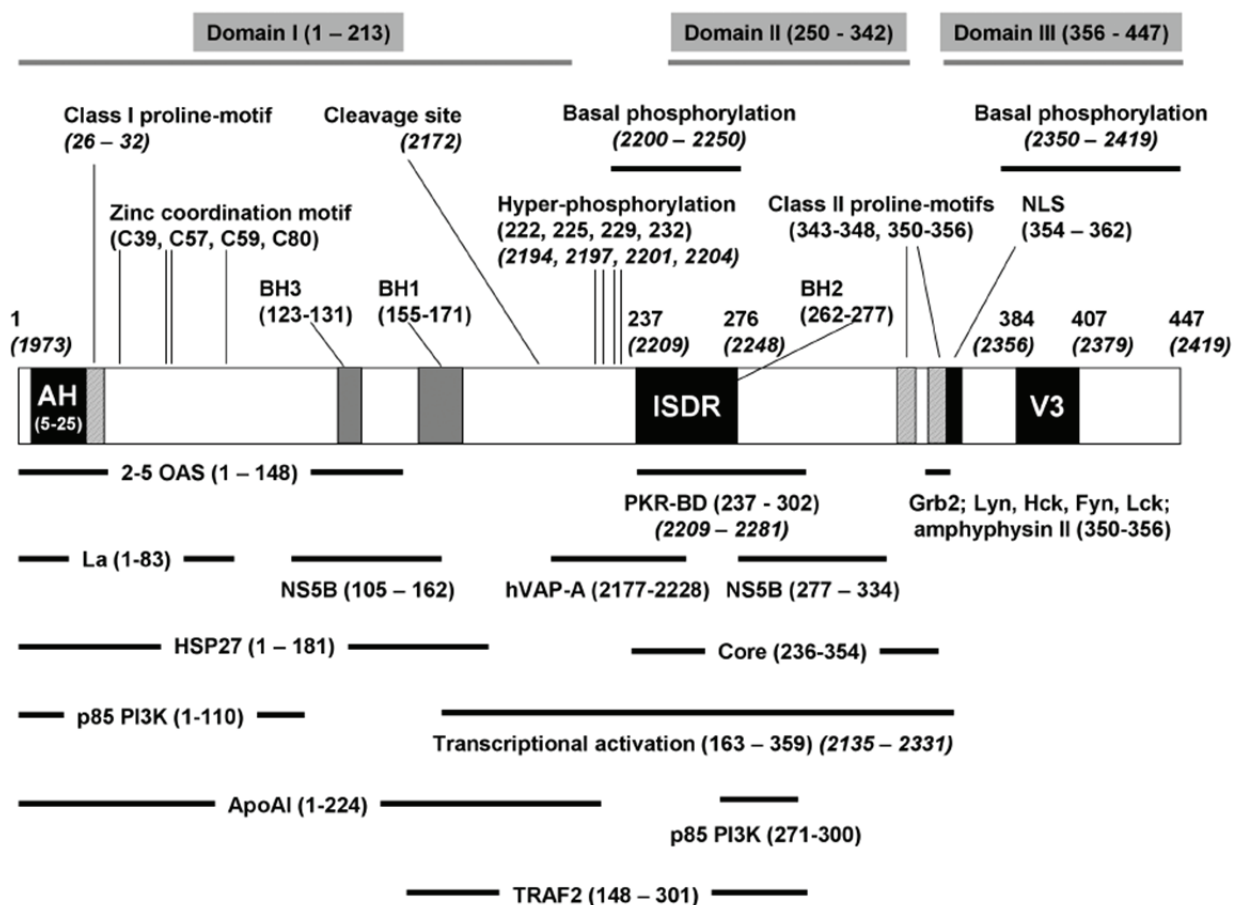 Domain I (1 – 213)
Domain II (250 - 342)
Domain III (356 - 447)
Class I proline-motif
(26 – 32)
Cleavage site
(2172)
Basal phosphorylation
(2200 – 2250)
Basal phosphorylation
(2350 – 2419)
Zinc coordination motif
(C39, C57, C59, C80)
Hyper-phosphorylation
(222, 225, 229, 232)
(2194, 2197, 2201, 2204)
Class II proline-motifs
(343-348, 350-356)
NLS
(354 – 362)
BH3
(123-131)
BH1
(155-171)
BH2
(262-277)
1
(1973)
237
(2209)
276
(2248)
384
(2356)
407
(2379)
447
(2419)
AH
(5-25)
ISDR
V3
2-5 OAS (1 – 148)
PKR-BD (237 - 302)
(2209 – 2281)
Grb2; Lyn, Hck, Fyn, Lck;
amphyphysin II (350-356)
La (1-83)
NS5B (105 – 162)
hVAP-A (2177-2228)
NS5B (277 – 334)
HSP27 (1 – 181)
Core (236-354)
p85 PI3K (1-110)
Transcriptional activation (163 – 359) (2135 – 2331)
ApoAI (1-224)
p85 PI3K (271-300)
TRAF2 (148 – 301)